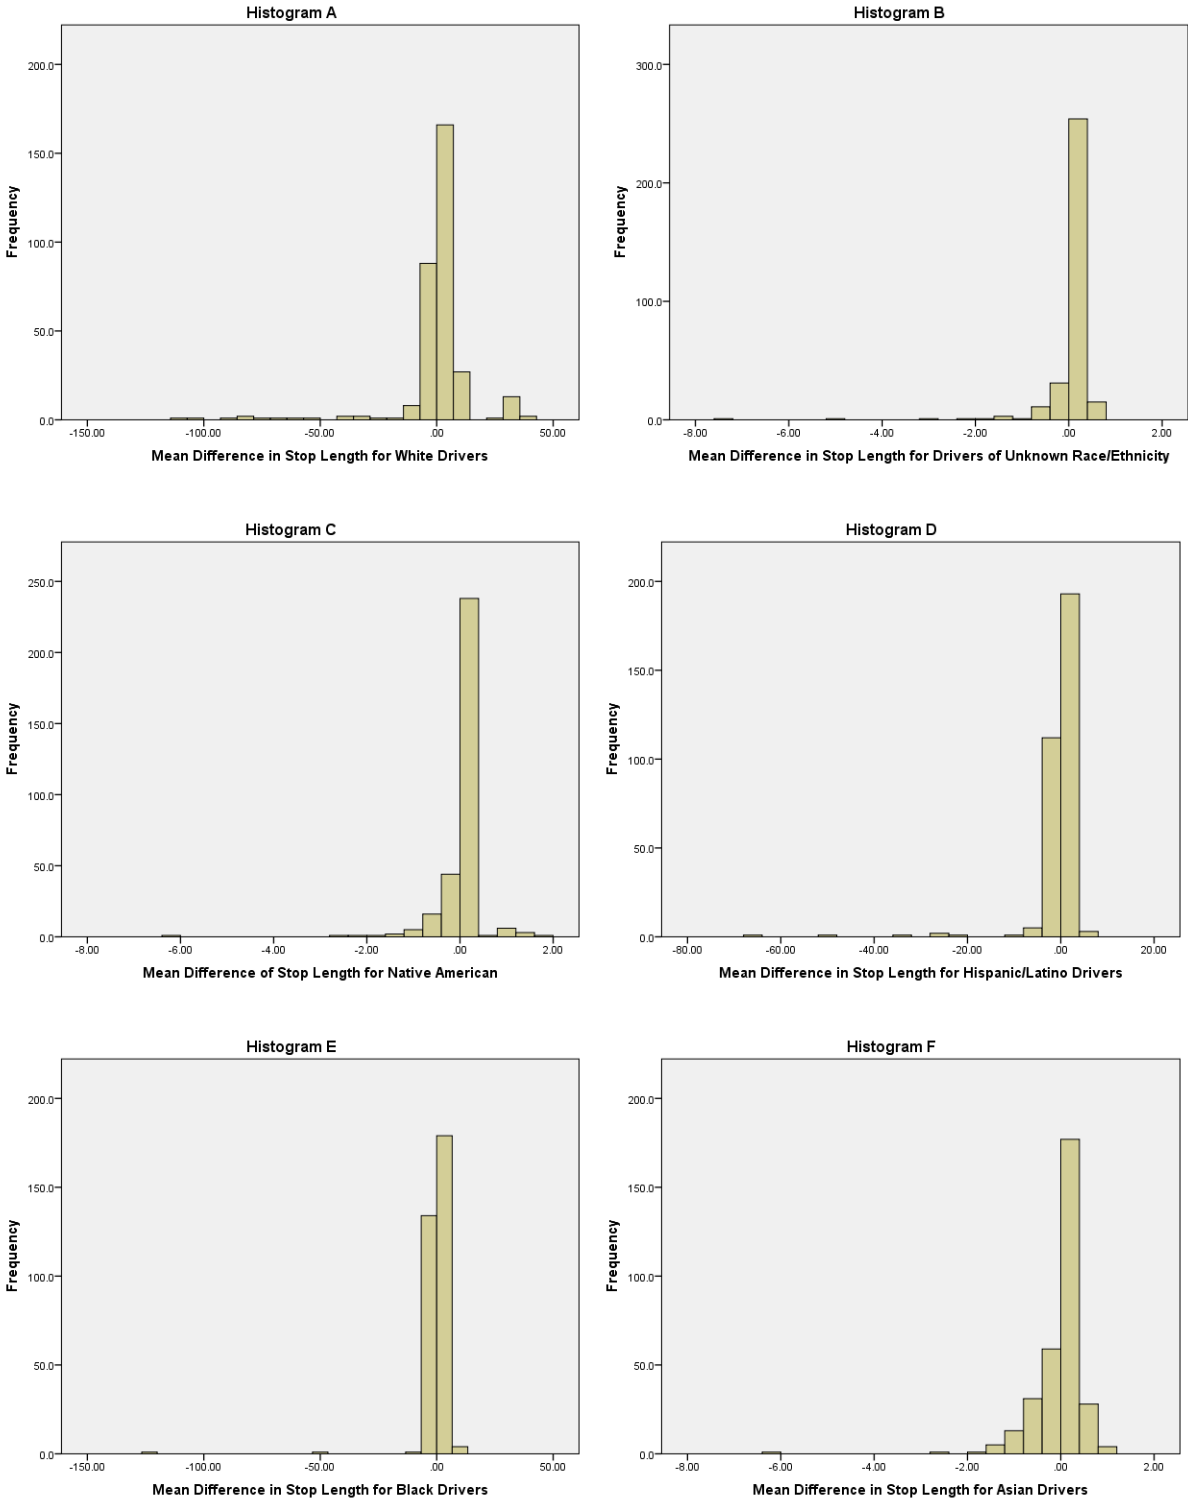 Histogram A
200.0
150.0
100.0
50.0
0.0
-150.00 -100.00 -50.00 .00 50.00
Frequency
Mean Difference in Stop Length for White Drivers
Histogram B
300.0
200.0
100.0
0.0
-8.00 -6.00 -4.00 -2.00 .00 2.00
Frequency
Mean Difference in Stop Length for Drivers of Unknown Race/Ethnicity
Histogram C
250.0
200.0
150.0
100.0
50.0
0.0
-8.00 -6.00 -4.00 -2.00 .00 2.00
Frequency
Mean Difference of Stop Length for Native American
Histogram D
200.0
150.0
100.0
50.0
0.0
-80.00 -60.00 -40.00 -20.00 .00 20.00
Frequency
Mean Difference in Stop Length for Hispanic/Latino Drivers
Histogram E
200.0
150.0
100.0
50.0
0.0
-150.00 -100.00 -50.00 .00 50.00
Frequency
Mean Difference in Stop Length for Black Drivers
Histogram F
200.0
150.0
100.0
50.0
0.0
-8.00 -6.00 -4.00 -2.00 .00 2.00
Frequency
Mean Difference in Stop Length for Asian Drivers